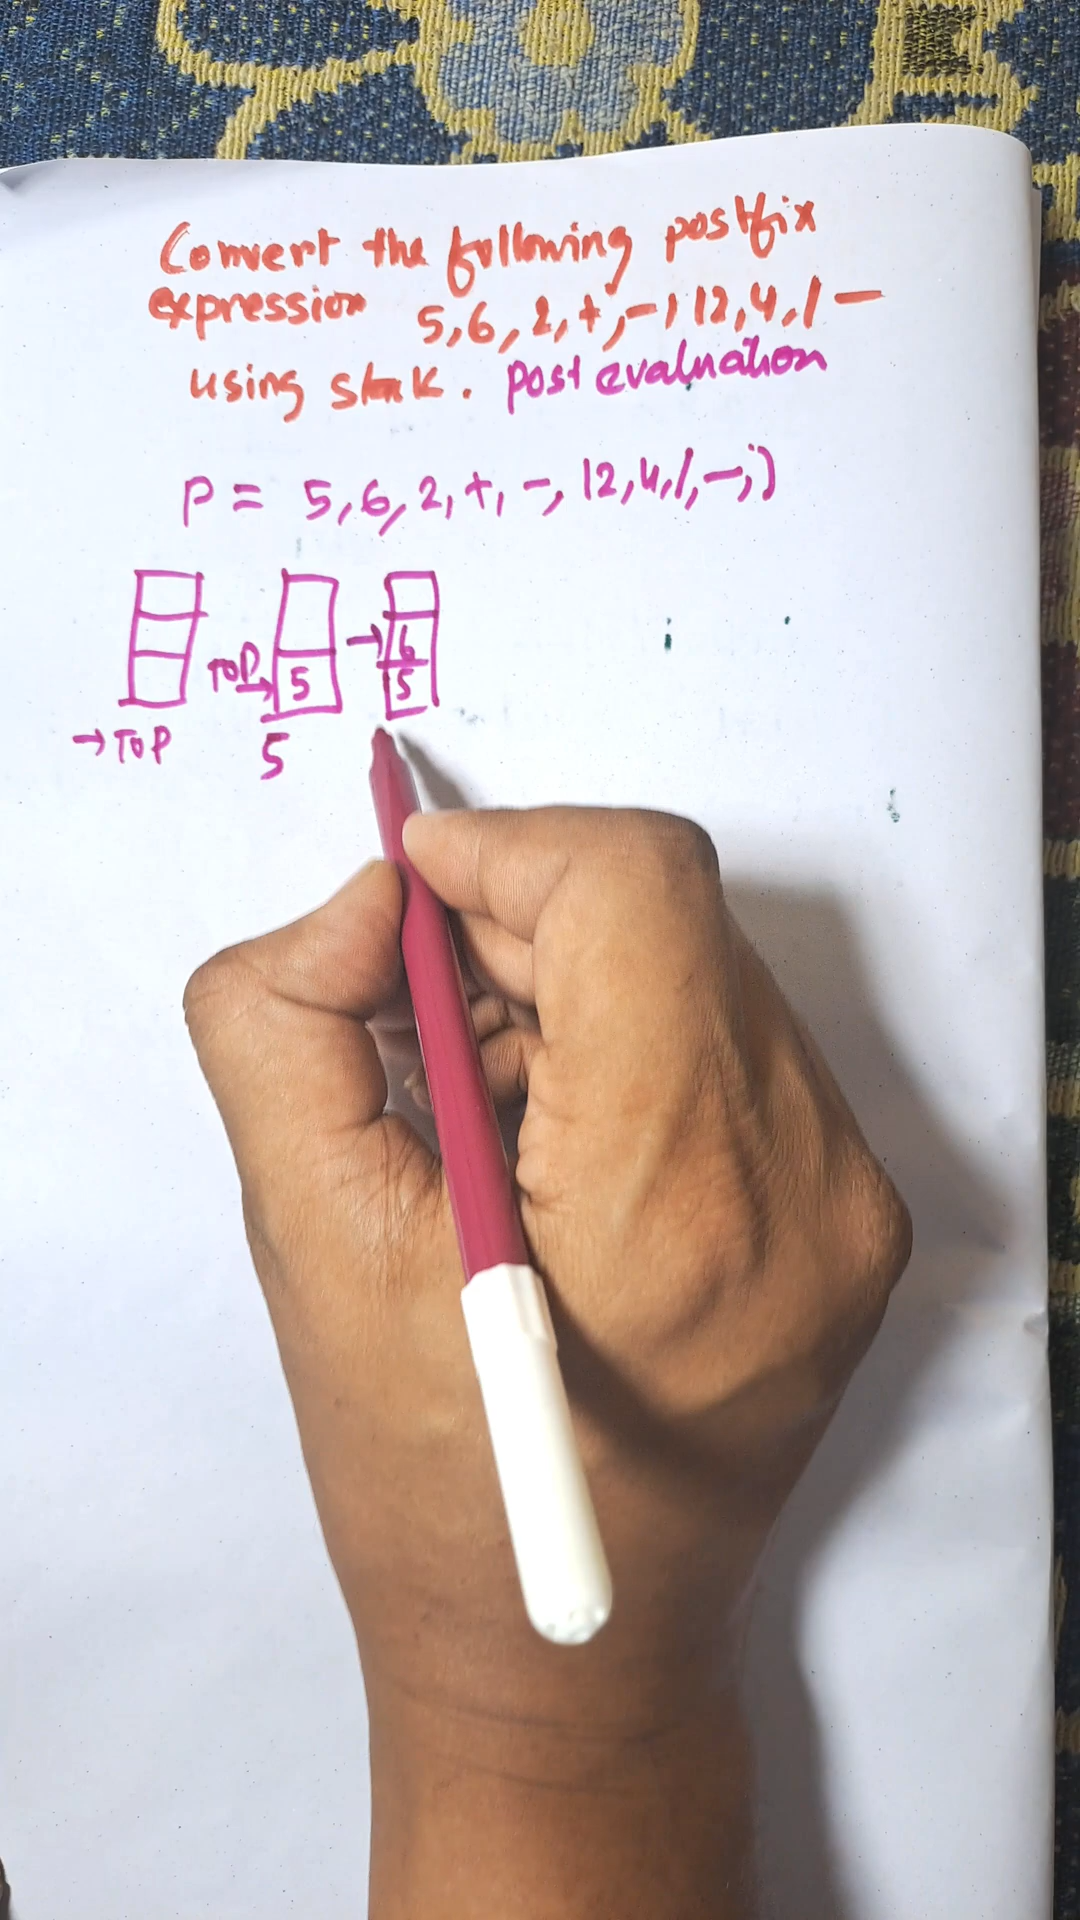 Convert the following postfix
expression 5,6,2,+,-,12,4,/ -
using stak. post evaluation
P = 5,6,2,+,-,12,4,/,-,)
TOP→ 5 → 6 5
→TOP 5